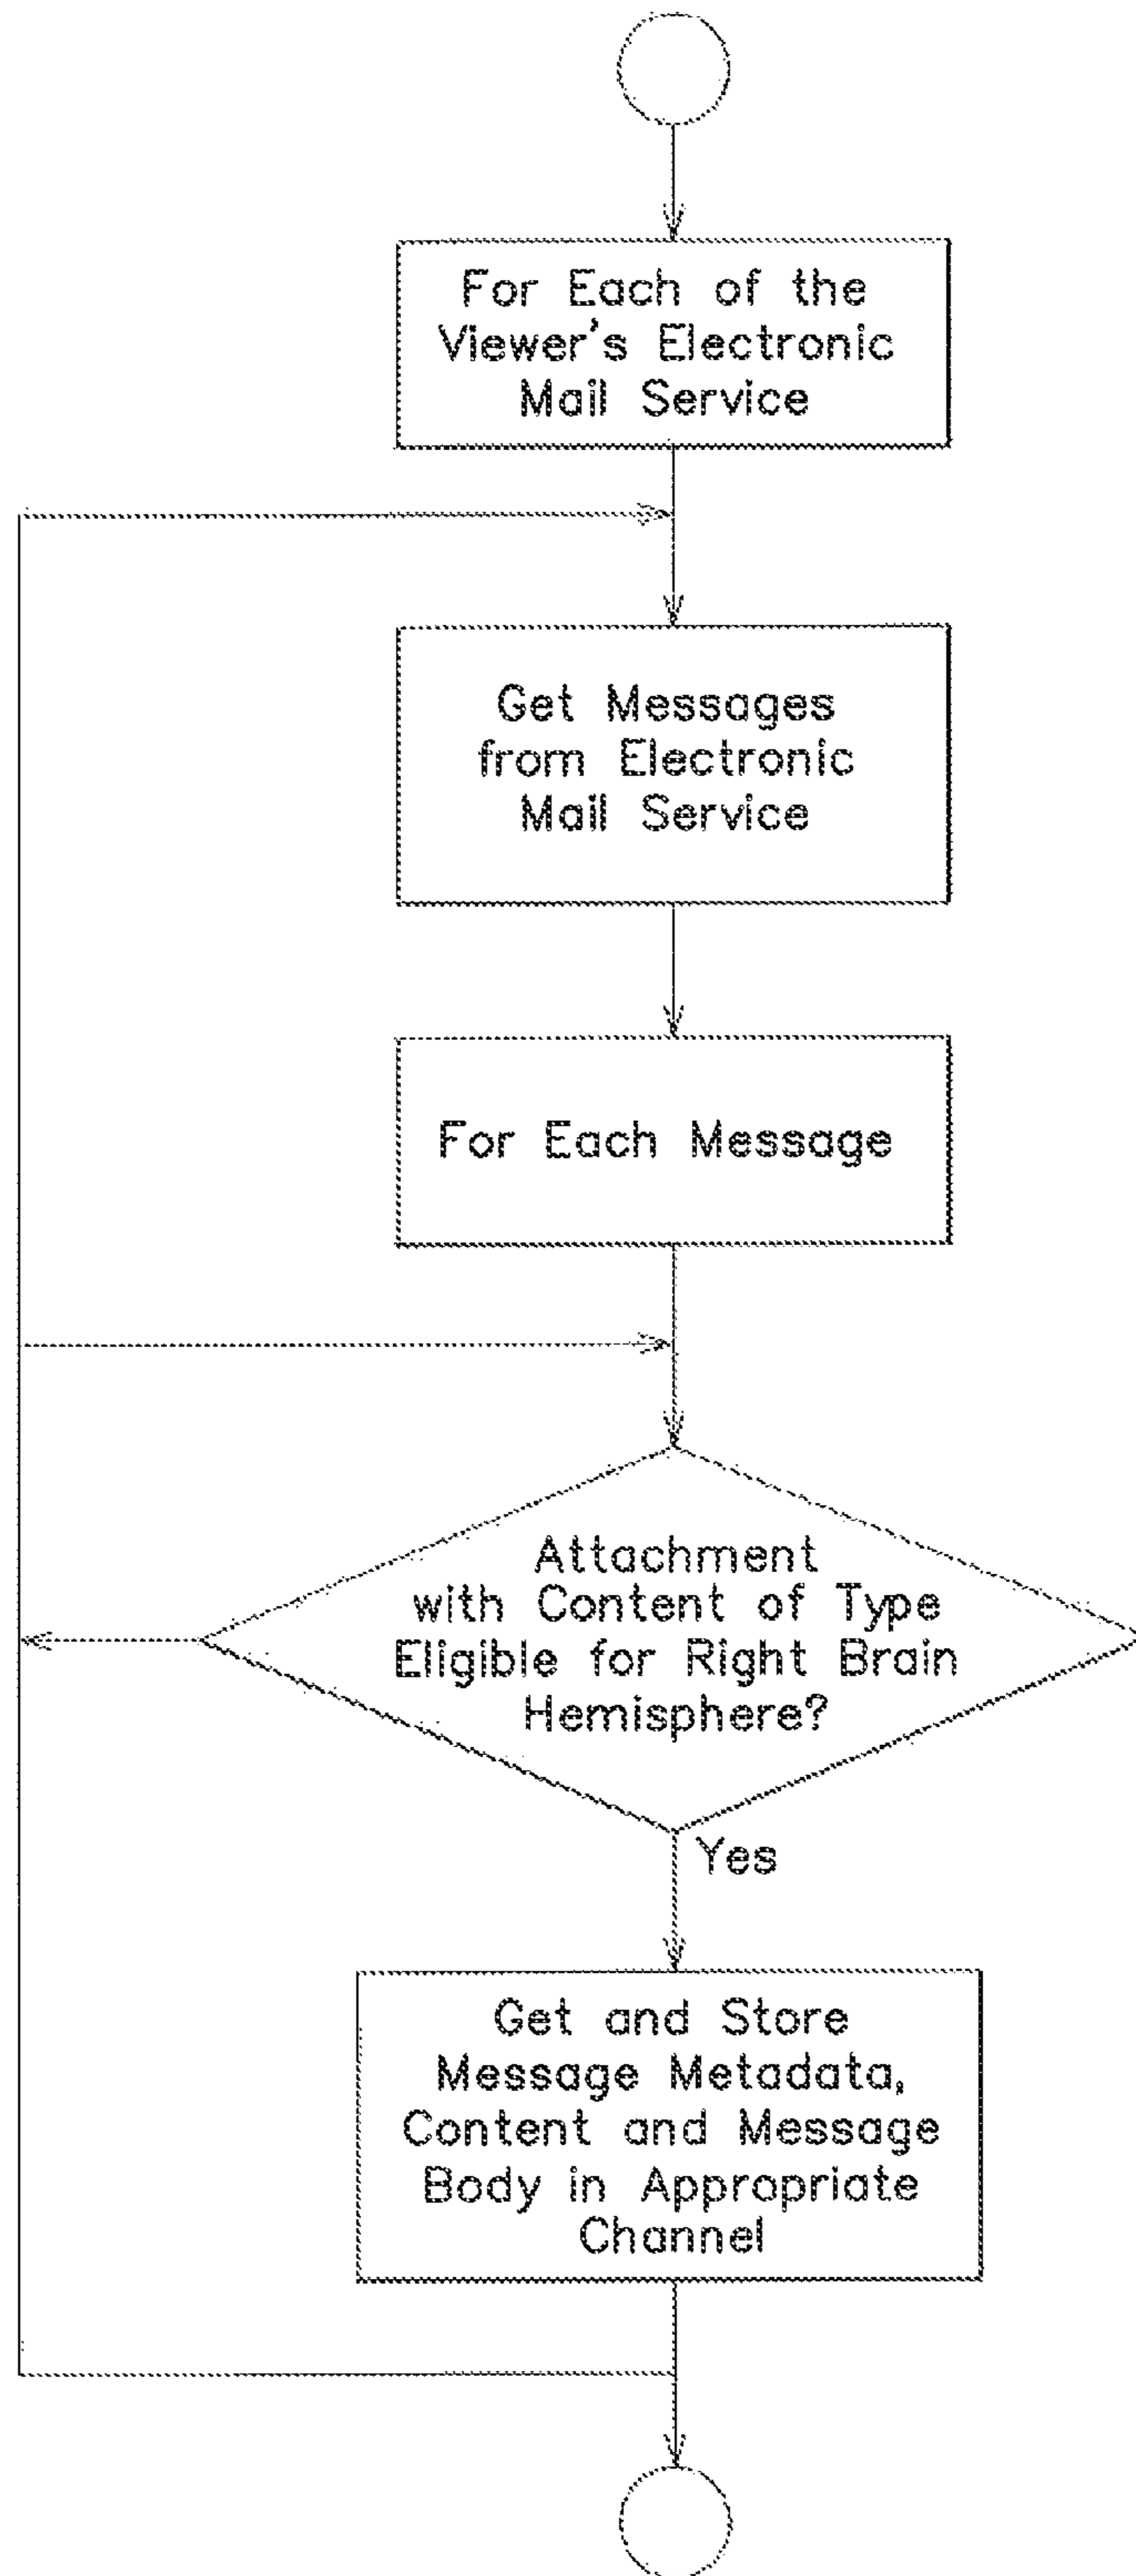 For Each of the
Viewer's Electronic
Mail Service
Get Messages
from Electronic
Mail Service
For Each Message
Attachment
with Content of Type
Eligible for Right Brain
Hemisphere?
Yes
Get and Store
Message Metadata,
Content and Message
Body in Appropriate
Channel